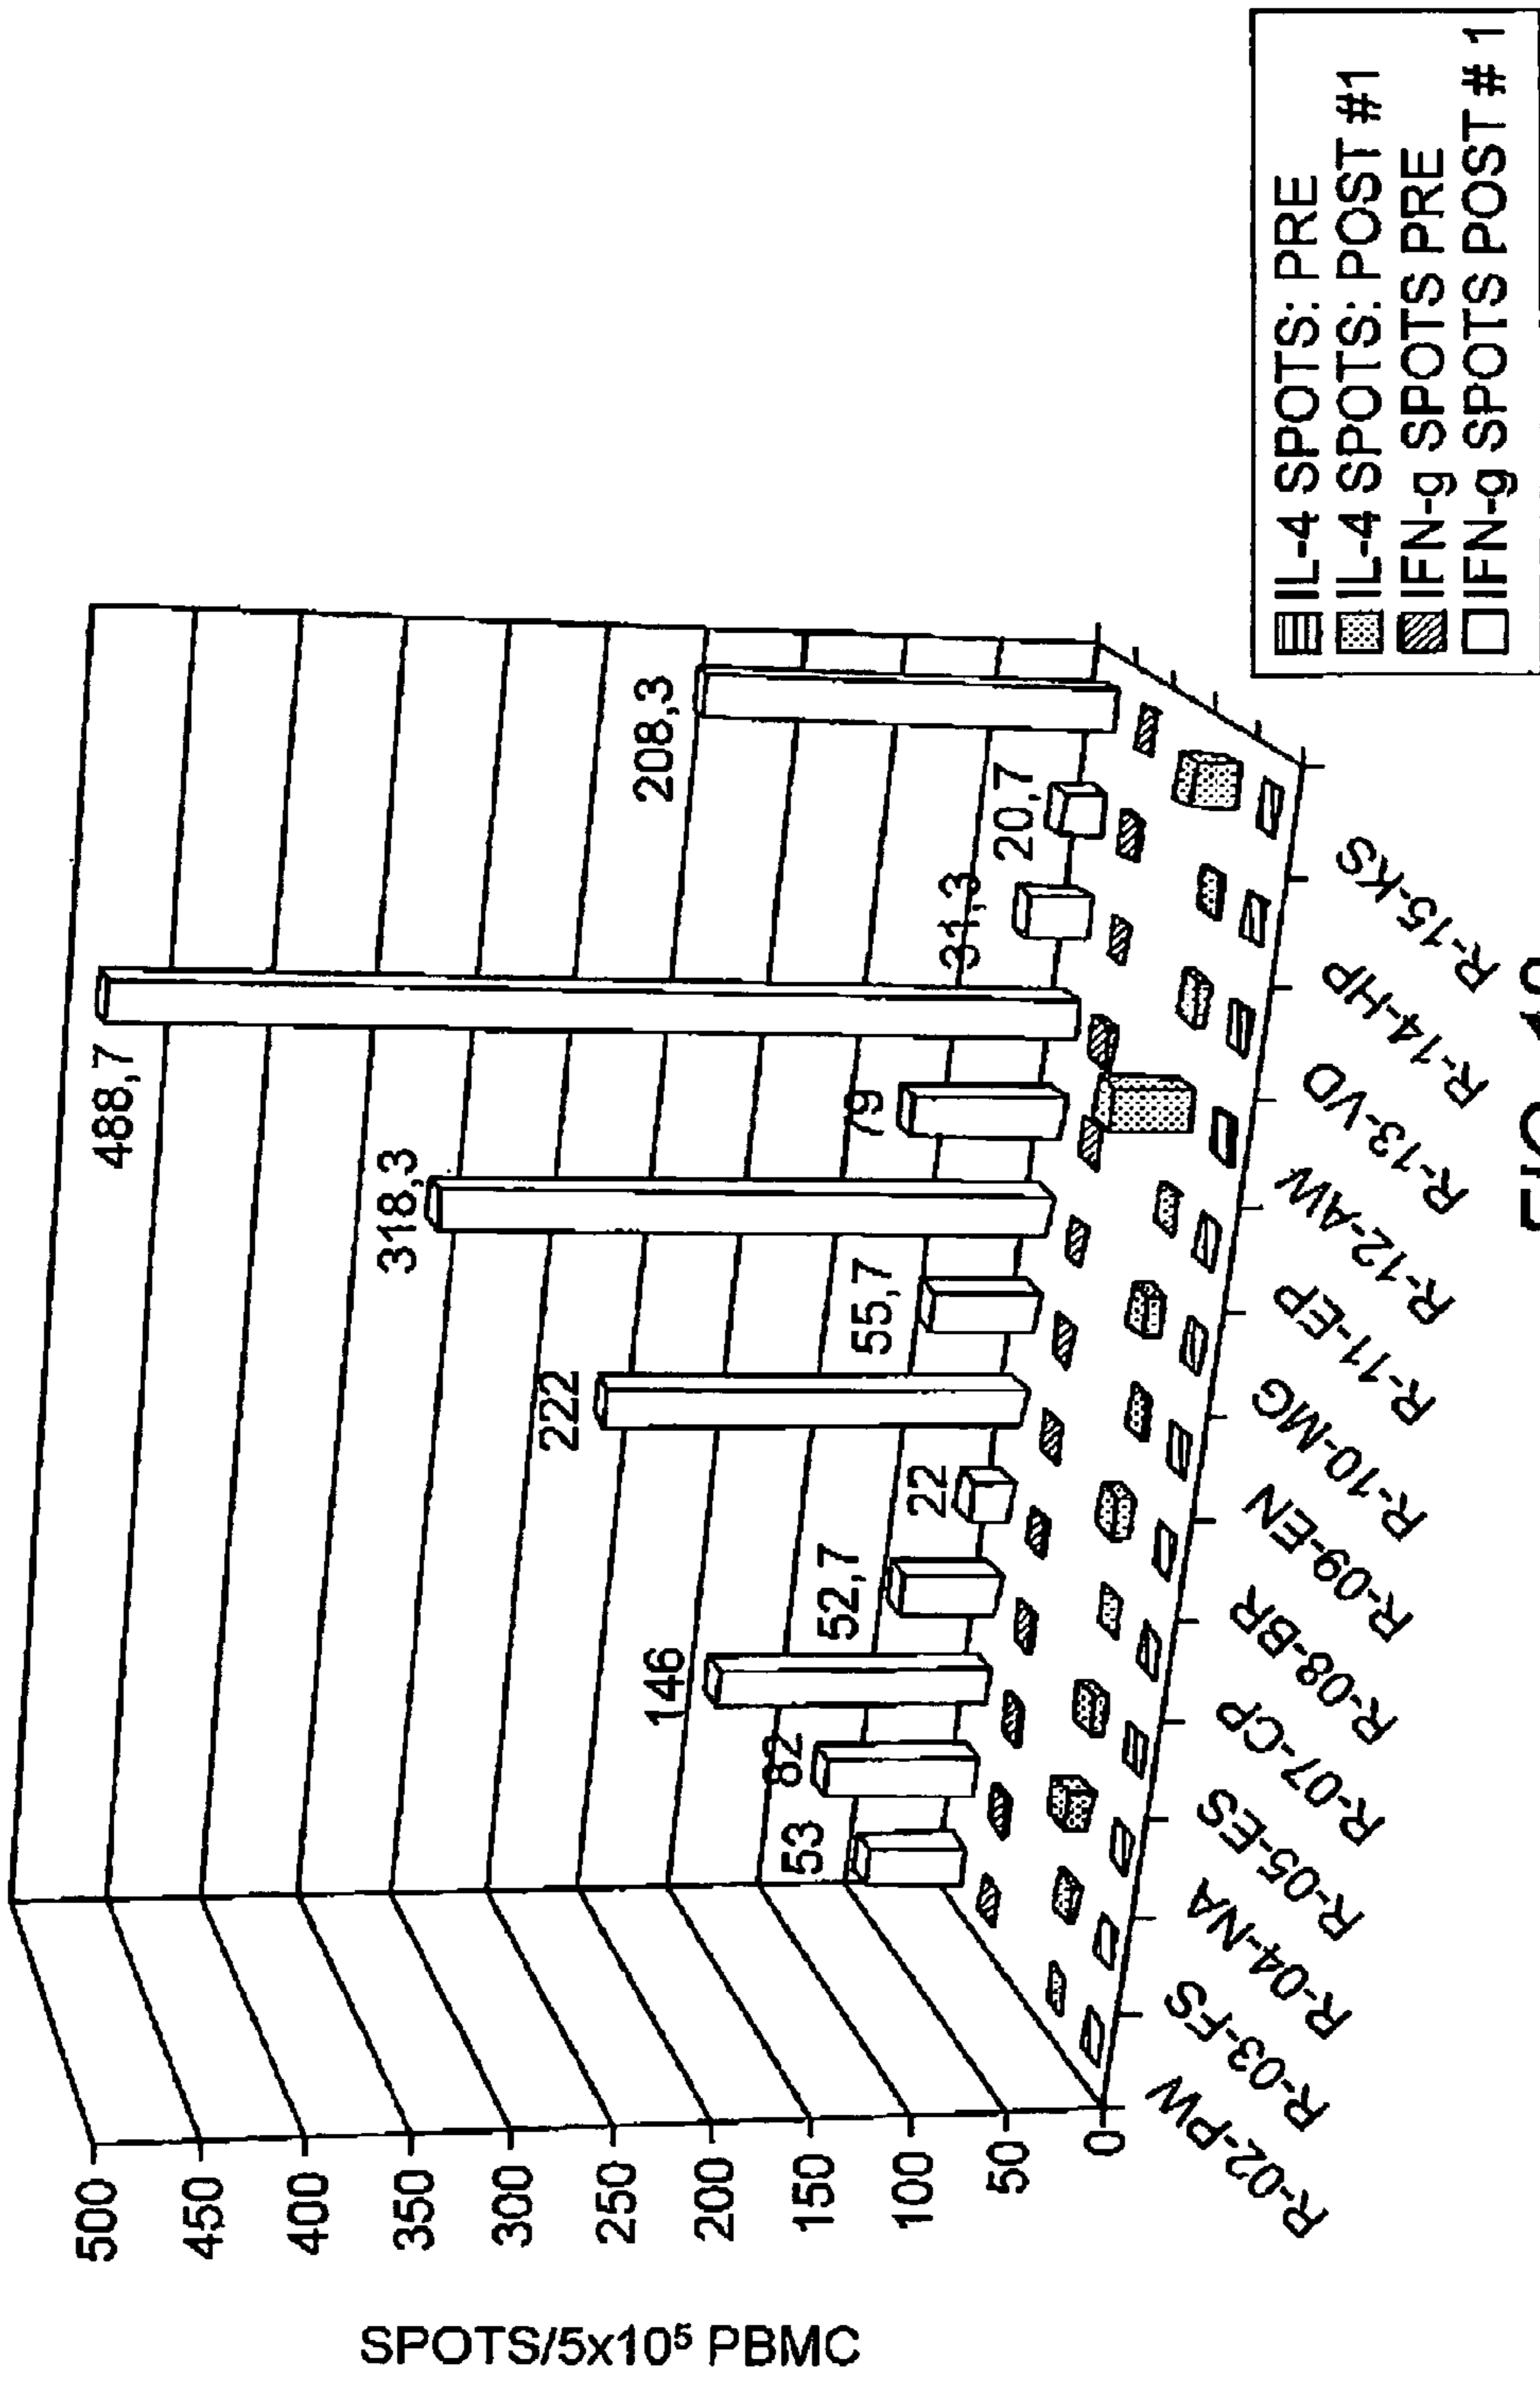 SPOTS/5x10⁵ PBMC
500
450
400
350
300
250
200
150
100
50
0
53
82
146
52,7
22
222
55,7
318,3
79
488,7
31,3
20,7
208,3
R-02-PW
R-03-FS
R-04-NA
R-05-ES
R-07-CP
R-08-BR
R-09-EN
R-10-MG
R-11-EP
R-12-AW
R-13-VD
R-14-HP
R-15-KS
IL-4 SPOTS: PRE
IL-4 SPOTS: POST #1
IFN-g SPOTS PRE
IFN-g SPOTS POST # 1